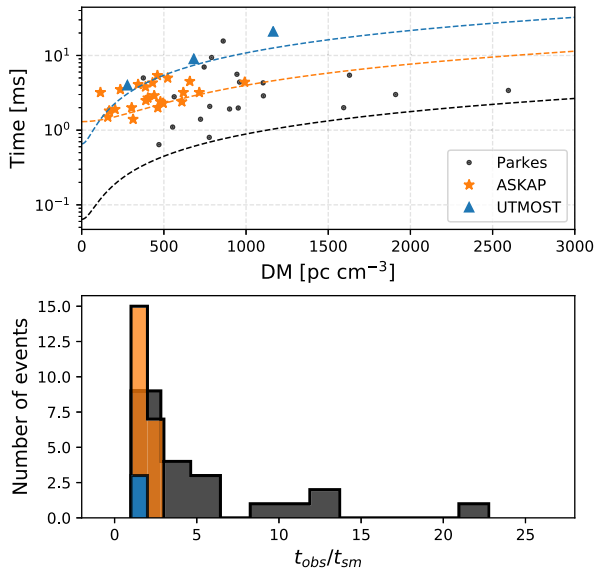 Time [ms]
10¹
10⁰
10⁻¹
Parkes
ASKAP
UTMOST
0 500 1000 1500 2000 2500 3000
DM [pc cm⁻³]
Number of events
15.0
12.5
10.0
7.5
5.0
2.5
0.0
0 5 10 15 20 25
t_obs/t_sm